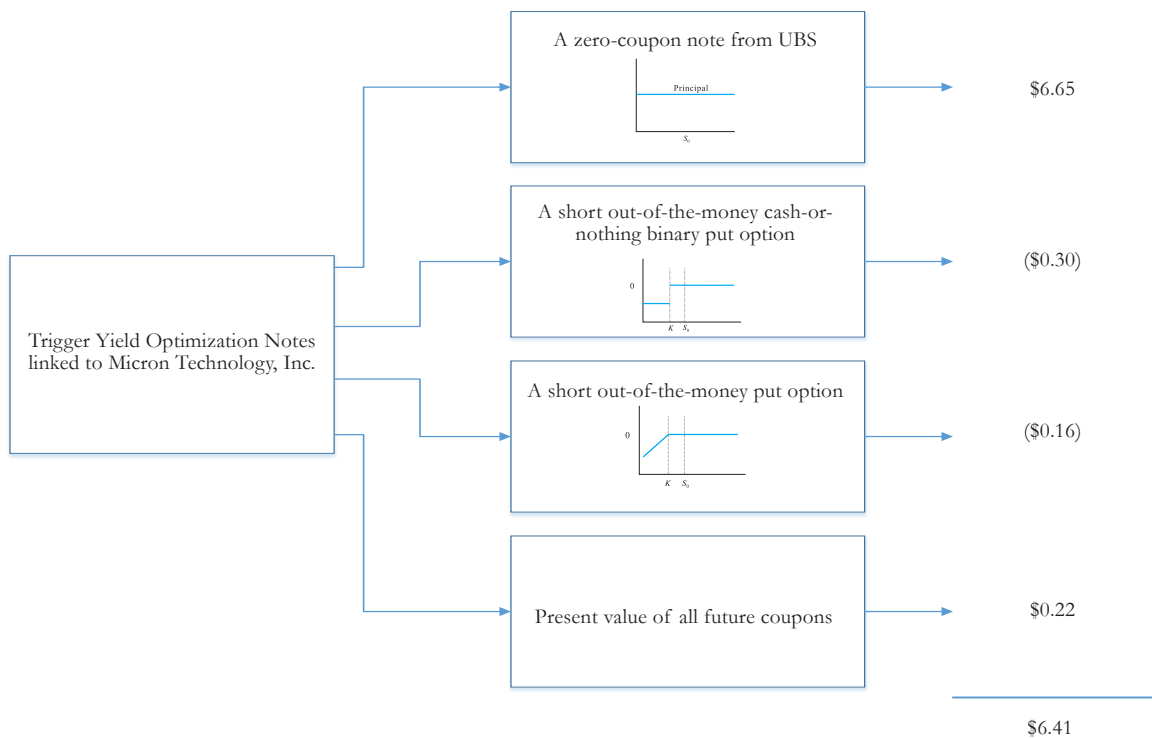 A zero-coupon note from UBS
Principal
S₀
$6.65
A short out-of-the-money cash-or-
nothing binary put option
0
K S₀
($0.30)
Trigger Yield Optimization Notes
linked to Micron Technology, Inc.
A short out-of-the-money put option
0
K S₀
($0.16)
Present value of all future coupons
$0.22
$6.41